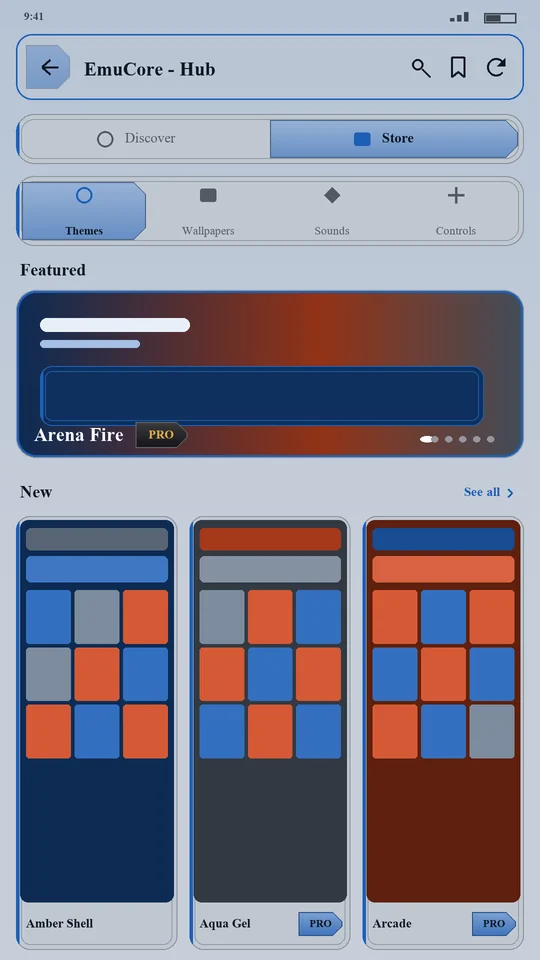 9:41
EmuCore - Hub
Discover
Store
Themes
Wallpapers
Sounds
Controls
Featured
Arena Fire
PRO
New
See all
Amber Shell
Aqua Gel
PRO
Arcade
PRO